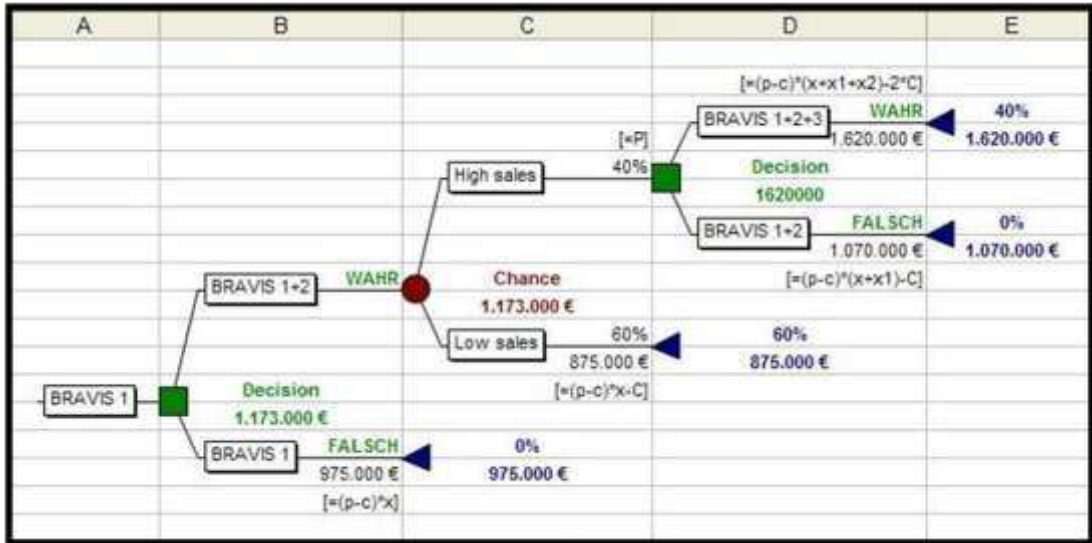 A B C D E
[=(p-c)*(x+x1+x2)-2*C]
BRAVIS 1+2+3 WAHR 40%
1.620.000 € 1.620.000 €
[=P]
High sales 40% Decision
1620000
BRAVIS 1+2 FALSCH 0%
1.070.000 € 1.070.000 €
[=(p-c)*(x+x1)-C]
BRAVIS 1+2 WAHR Chance
1.173.000 €
Low sales 60% 60%
875.000 € 875.000 €
[=(p-c)*x-C]
BRAVIS 1 Decision
1.173.000 €
BRAVIS 1 FALSCH 0%
975.000 € 975.000 €
[=(p-c)*x]